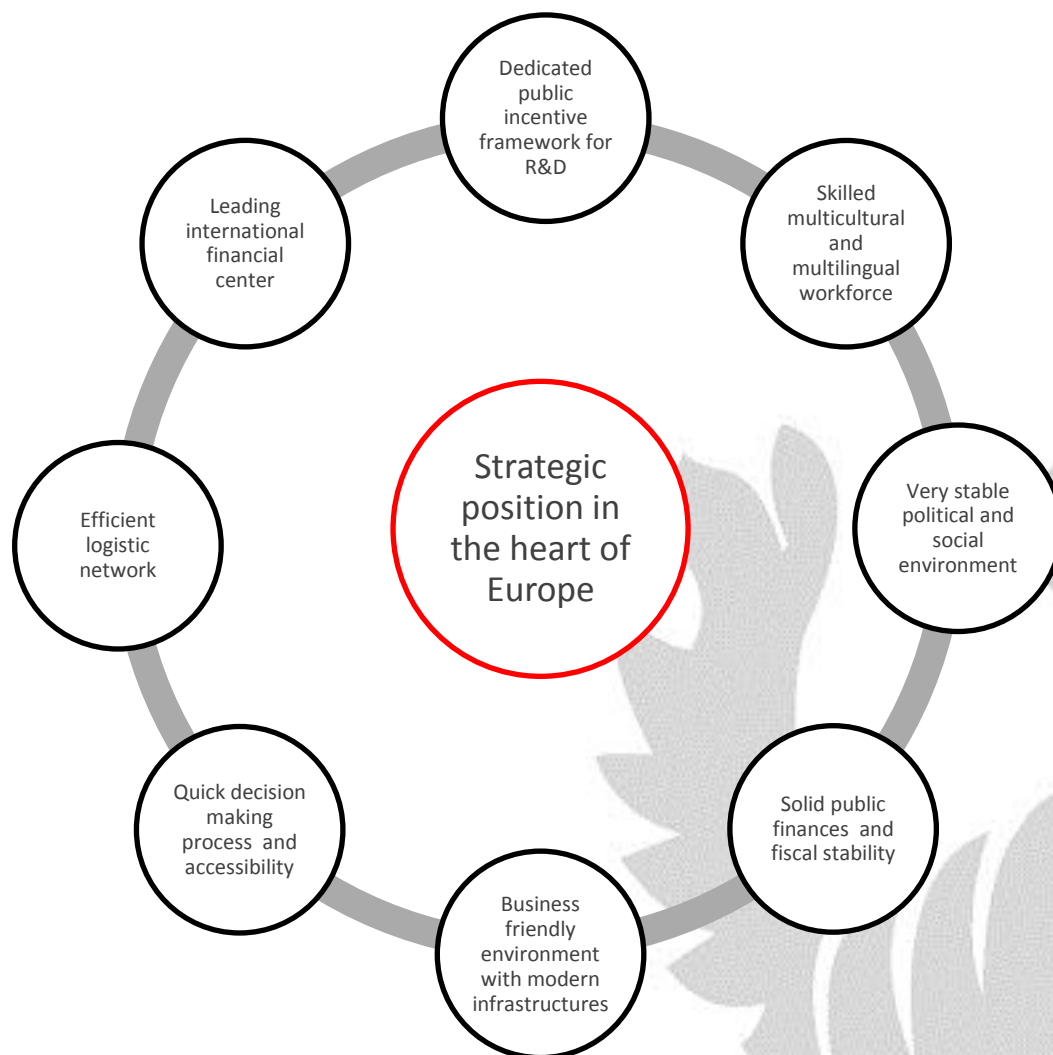 Dedicated
public
incentive
framework for
R&D
Skilled
multicultural
and
multilingual
workforce
Very stable
political and
social
environment
Solid public
finances and
fiscal stability
Business
friendly
environment
with modern
infrastructures
Quick decision
making
process and
accessibility
Efficient
logistic
network
Leading
international
financial
center
Strategic
position in
the heart of
Europe